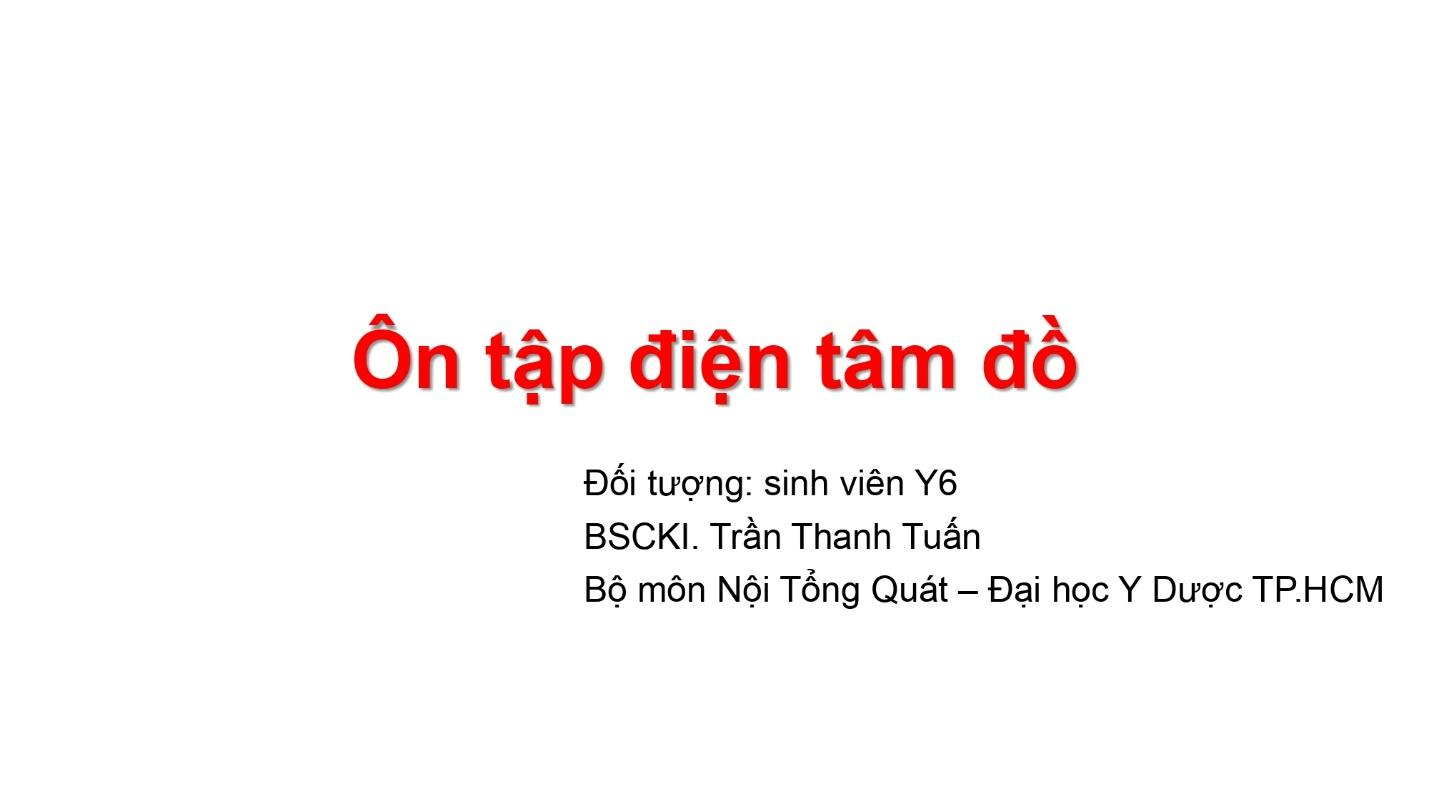 Ôn tập điện tâm đồ
Đối tượng: sinh viên Y6
BSCKI. Trần Thanh Tuấn
Bộ môn Nội Tổng Quát – Đại học Y Dược TP.HCM